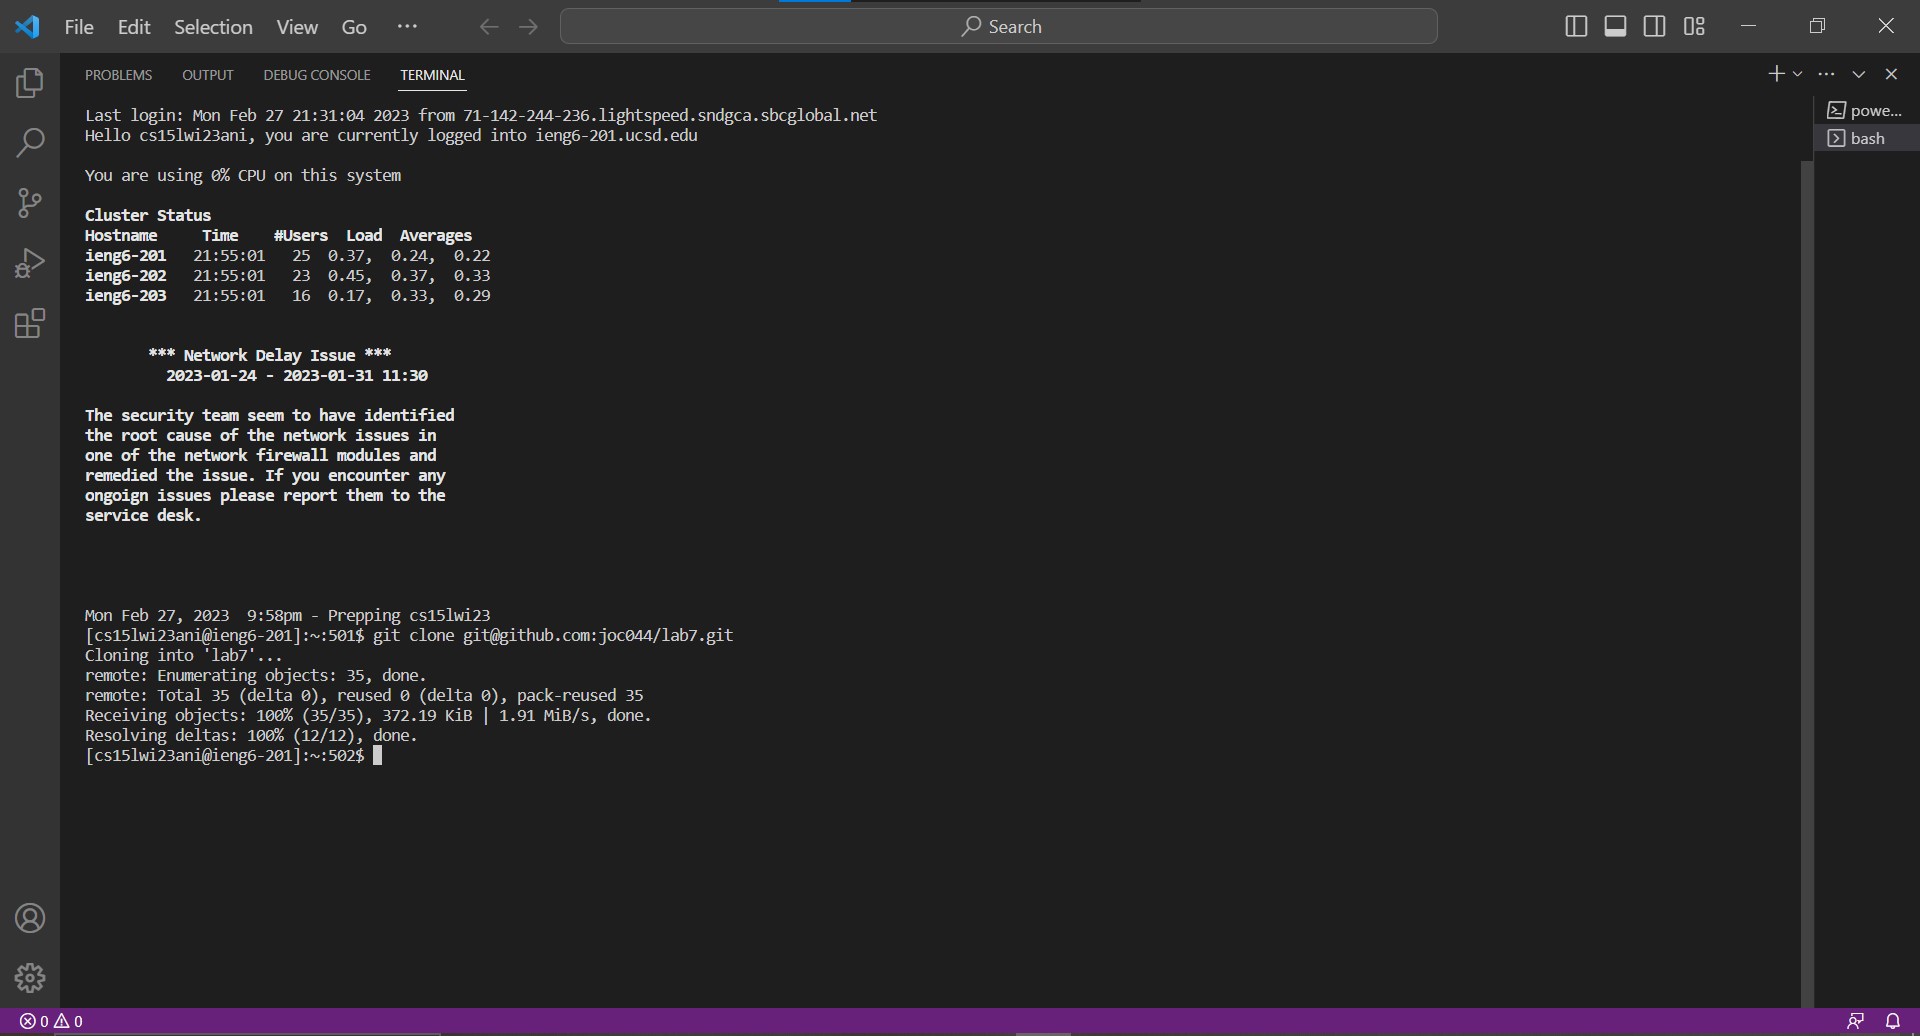 File Edit Selection View Go ··· Search
PROBLEMS OUTPUT DEBUG CONSOLE TERMINAL
Last login: Mon Feb 27 21:31:04 2023 from 71-142-244-236.lightspeed.sndgca.sbcglobal.net
powe...
Hello cs15lwi23ani, you are currently logged into ieng6-201.ucsd.edu
bash
You are using 0% CPU on this system
Cluster Status
Hostname     Time    #Users  Load  Averages
ieng6-201   21:55:01   25  0.37,  0.24,  0.22
ieng6-202   21:55:01   23  0.45,  0.37,  0.33
ieng6-203   21:55:01   16  0.17,  0.33,  0.29
*** Network Delay Issue ***
2023-01-24 - 2023-01-31 11:30
The security team seem to have identified
the root cause of the network issues in
one of the network firewall modules and
remedied the issue. If you encounter any
ongoign issues please report them to the
service desk.
Mon Feb 27, 2023  9:58pm - Prepping cs15lwi23
[cs15lwi23ani@ieng6-201]:~:501$ git clone git@github.com:joc044/lab7.git
Cloning into 'lab7'...
remote: Enumerating objects: 35, done.
remote: Total 35 (delta 0), reused 0 (delta 0), pack-reused 35
Receiving objects: 100% (35/35), 372.19 KiB | 1.91 MiB/s, done.
Resolving deltas: 100% (12/12), done.
[cs15lwi23ani@ieng6-201]:~:502$
0 0